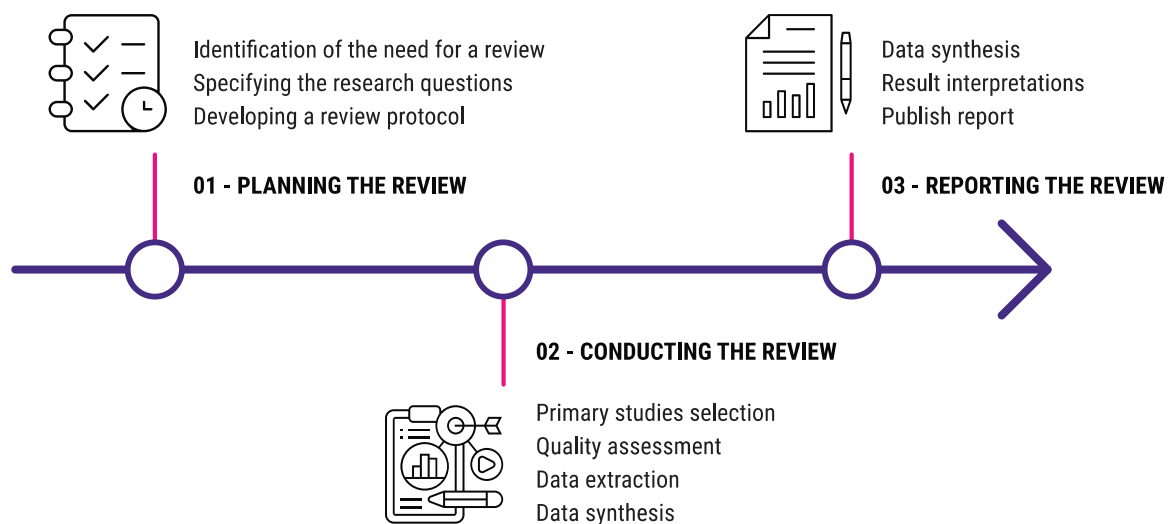 Identification of the need for a review
Specifying the research questions
Developing a review protocol
01 - PLANNING THE REVIEW
Data synthesis
Result interpretations
Publish report
03 - REPORTING THE REVIEW
02 - CONDUCTING THE REVIEW
Primary studies selection
Quality assessment
Data extraction
Data synthesis